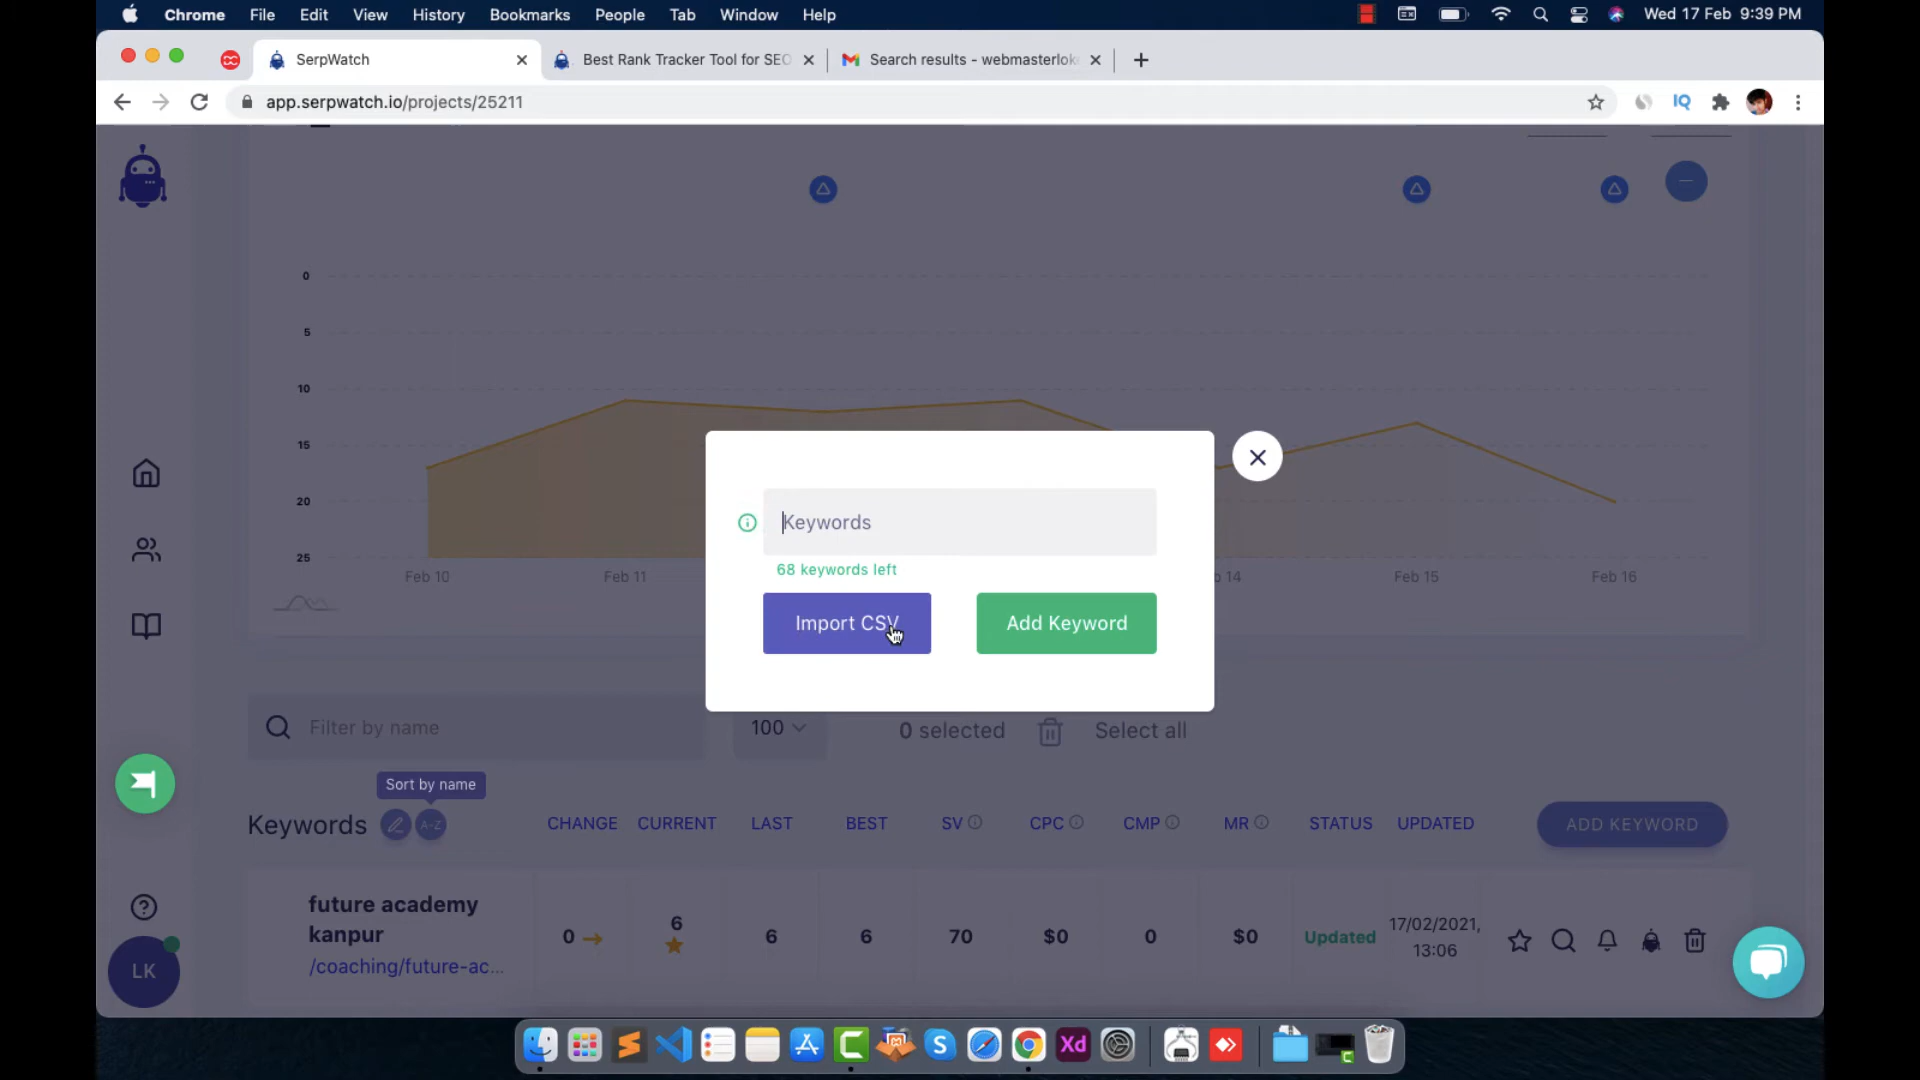 Chrome File Edit View History Bookmarks People Tab Window Help Wed 17 Feb 9:39 PM
SerpWatch Best Rank Tracker Tool for SEO Search results - webmasterlok
app.serpwatch.io/projects/25211
0
5
10
15
20
25
Feb 10 Feb 11 14 Feb 15 Feb 16
Keywords
68 keywords left
Import CSV Add Keyword
Filter by name 100 0 selected Select all
Sort by name
Keywords A-Z CHANGE CURRENT LAST BEST SV CPC CMP MR STATUS UPDATED ADD KEYWORD
future academy
kanpur
/coaching/future-ac...
0 6 6 6 70 $0 0 $0 Updated 17/02/2021,
13:06
LK
Xd